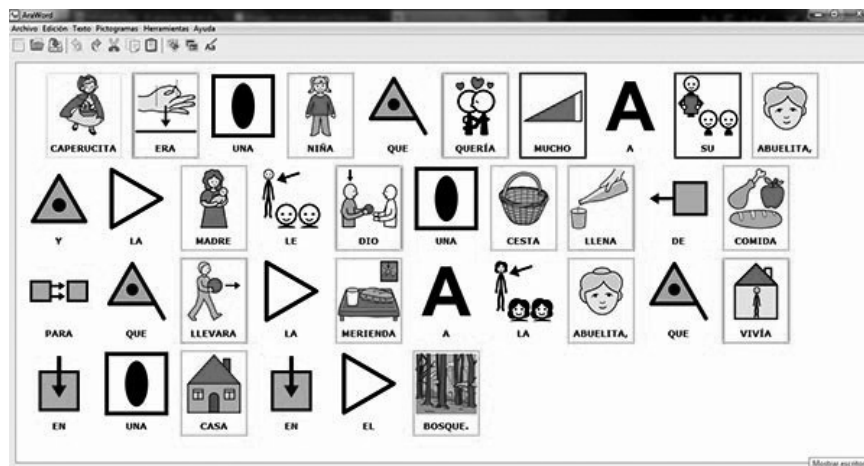 AraWord
Archivo Edición Texto Pictogramas Herramientas Ayuda
CAPERUCITA ERA UNA NIÑA QUE QUERÍA MUCHO A SU ABUELITA,
Y LA MADRE LE DIO UNA CESTA LLENA DE COMIDA
PARA QUE LLEVARA LA MERIENDA A LA ABUELITA, QUE VIVÍA
EN UNA CASA EN EL BOSQUE.